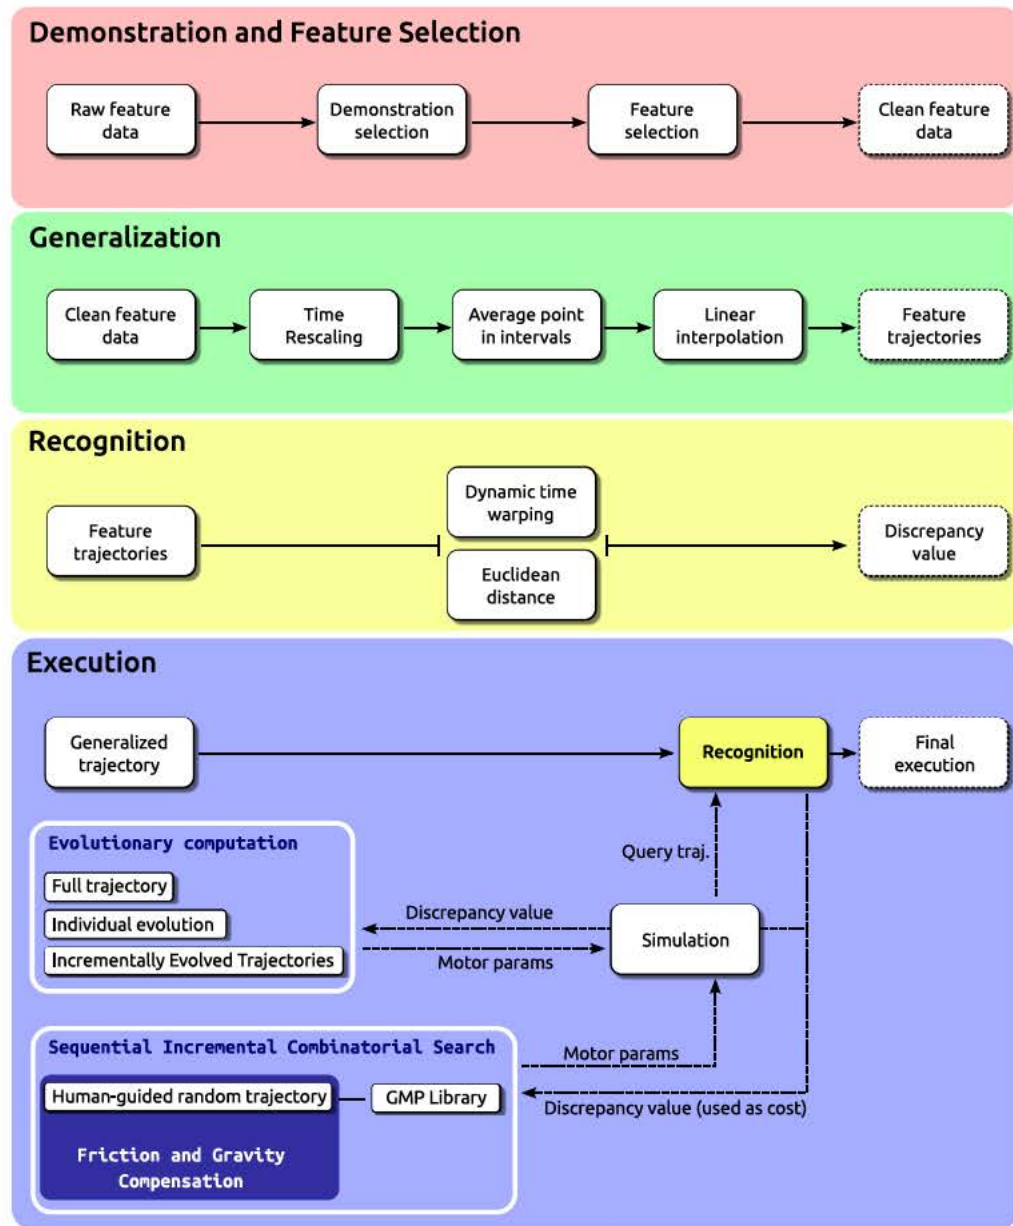 Demonstration and Feature Selection
Raw feature
data
Demonstration
selection
Feature
selection
Clean feature
data
Generalization
Clean feature
data
Time
Rescaling
Average point
in intervals
Linear
interpolation
Feature
trajectories
Recognition
Feature
trajectories
Dynamic time
warping
Euclidean
distance
Discrepancy
value
Execution
Generalized
trajectory
Recognition
Final
execution
Evolutionary computation
Full trajectory
Individual evolution
Incrementally Evolved Trajectories
Query traj.
Discrepancy value
Simulation
Motor params
Sequential Incremental Combinatorial Search
Motor params
Human-guided random trajectory
GMP Library
Discrepancy value (used as cost)
Friction and Gravity
Compensation